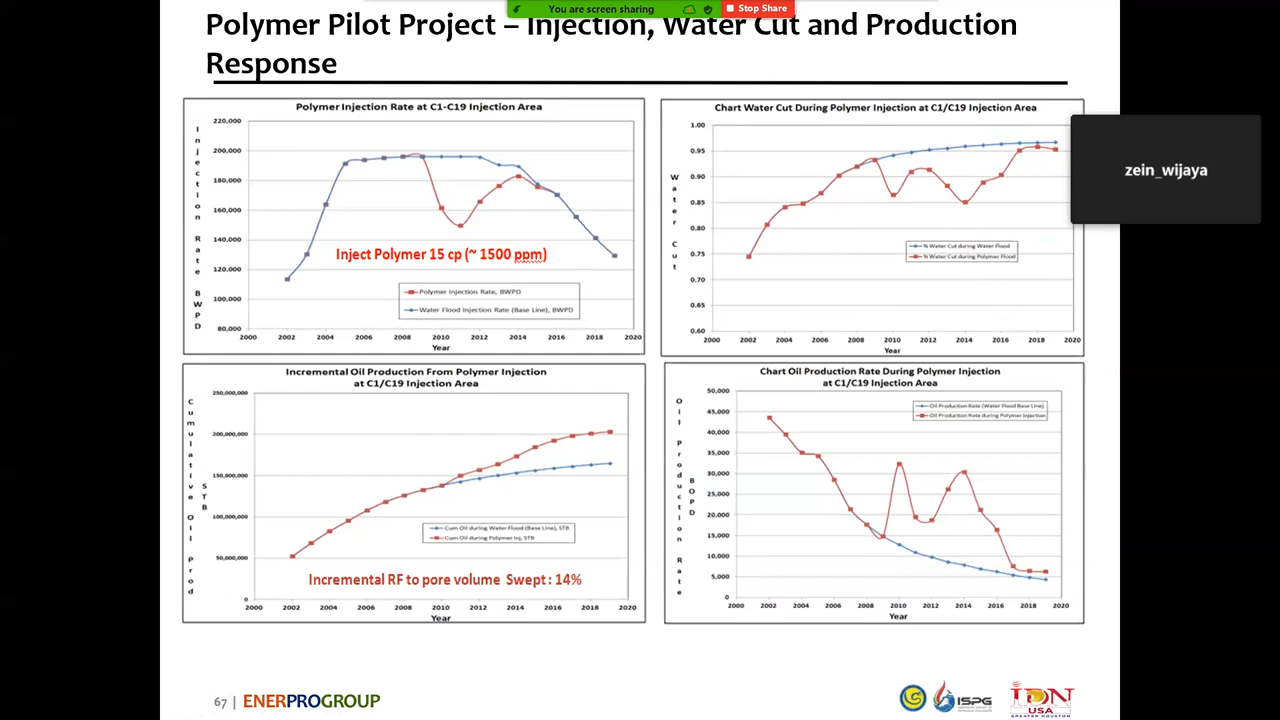 You are screen sharing
Stop Share
Polymer Pilot Project – Injection, Water Cut and Production
Response
Polymer Injection Rate at C1-C19 Injection Area
Injection Rate BWPD
220,000
200,000
180,000
160,000
140,000
120,000
100,000
80,000
Inject Polymer 15 cp (~ 1500 ppm)
Polymer Injection Rate, BWPD
Water Flood Injection Rate (Base Line), BWPD
2000 2002 2004 2006 2008 2010 2012 2014 2016 2018 2020
Year
Chart Water Cut During Polymer Injection at C1/C19 Injection Area
Water Cut
1.00
0.95
0.90
0.85
0.80
0.75
0.70
0.65
0.60
% Water Cut during Water Flood
% Water Cut during Polymer Flood
2000 2002 2004 2006 2008 2010 2012 2014 2016 2018 2020
Year
zein_wijaya
Incremental Oil Production From Polymer Injection
at C1/C19 Injection Area
Cumulative Oil Prod
STB
250,000,000
200,000,000
150,000,000
100,000,000
50,000,000
0
Cum Oil during Water Flood (Base Line), STB
Cum Oil during Polymer Inj, STB
Incremental RF to pore volume Swept : 14%
2000 2002 2004 2006 2008 2010 2012 2014 2016 2018 2020
Year
Chart Oil Production Rate During Polymer Injection
at C1/C19 Injection Area
Oil Production Rate
BOPD
50,000
45,000
40,000
35,000
30,000
25,000
20,000
15,000
10,000
5,000
0
Oil Production Rate (Water Flood Base Line)
Oil Production Rate during Polymer Injection
2000 2002 2004 2006 2008 2010 2012 2014 2016 2018 2020
Year
67 | ENERPROGROUP
ISPG
IDN
USA
GREATER HOUSTON